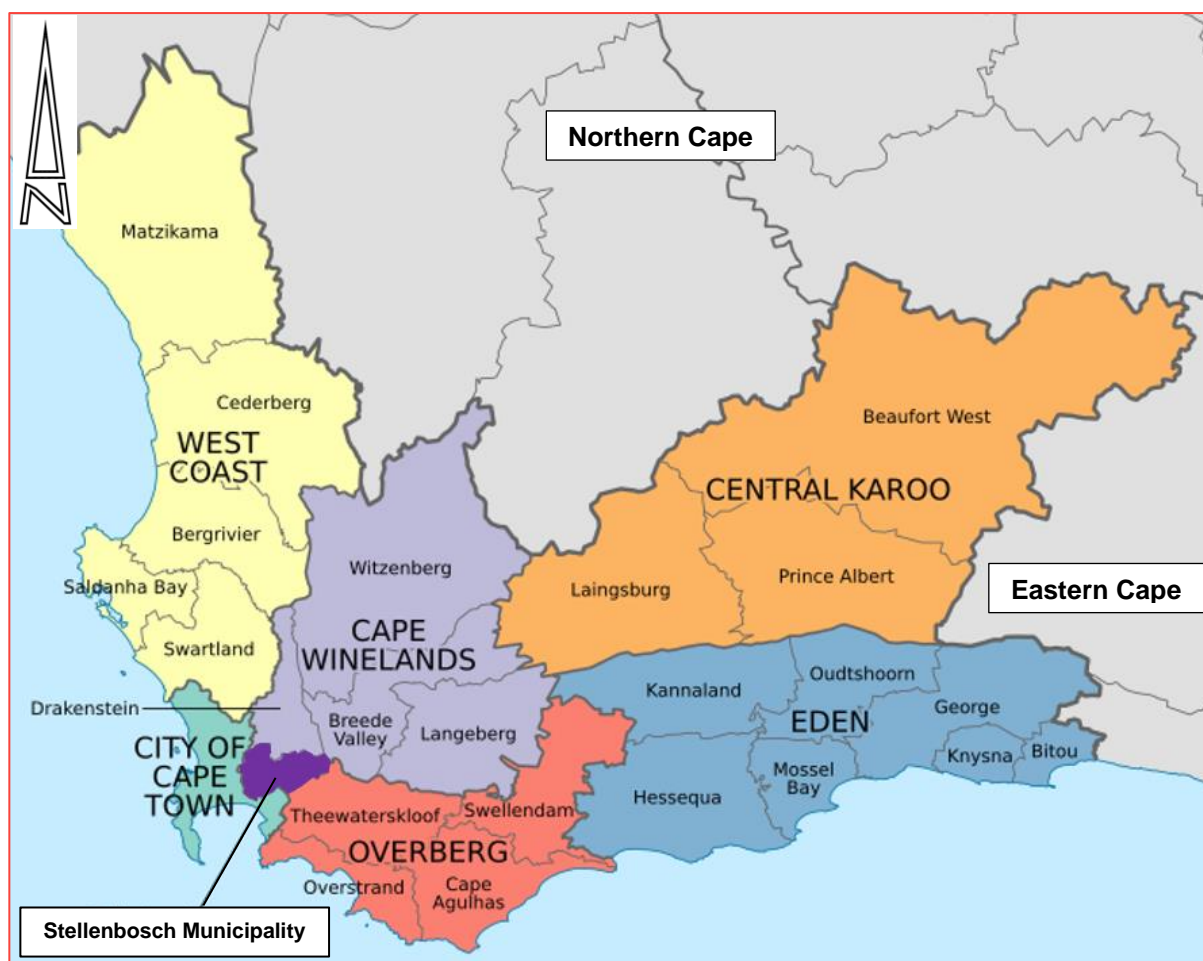 N
Northern Cape
Matzikama
Cederberg
WEST
COAST
Beaufort West
CENTRAL KAROO
Bergrivier
Witzenberg
Saldanha Bay
Laingsburg
Prince Albert
Eastern Cape
Swartland
CAPE
WINELANDS
Oudtshoorn
Kannaland
Drakenstein
Breede
Valley
Langeberg
EDEN
George
CITY OF
CAPE
TOWN
Knysna
Bitou
Mossel
Bay
Hessequa
Theewaterskloof
Swellendam
OVERBERG
Overstrand
Cape
Agulhas
Stellenbosch Municipality